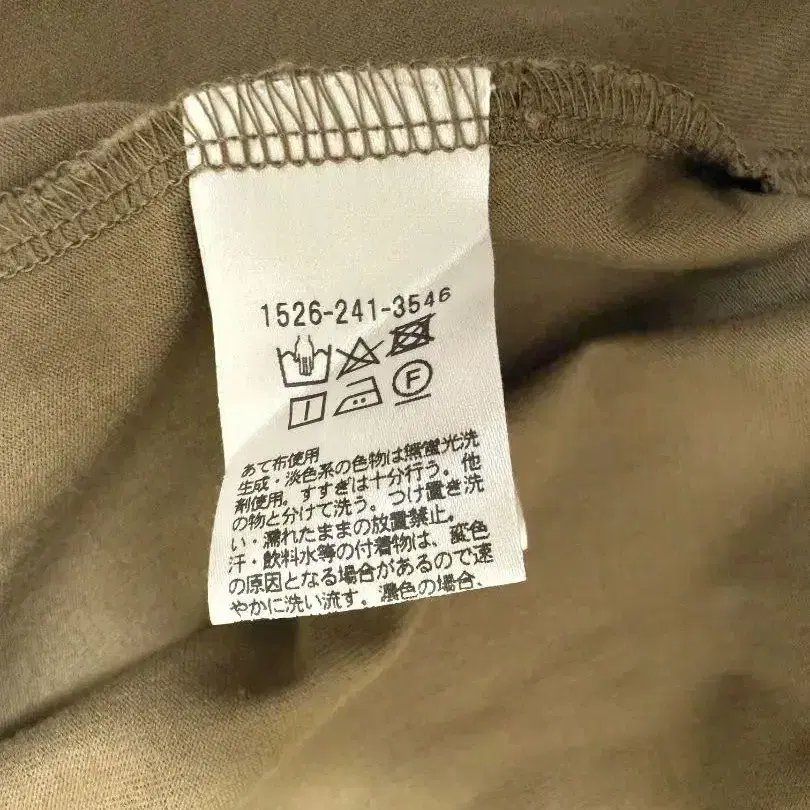 1526-241-3546
F
あて布使用
生成・淡色系の色物は無蛍光洗
剤使用。すすぎは十分行う。他
の物と分けて洗う。つけ置き洗
い・濡れたままの放置禁止。
汗・飲料水等の付着物は、変色
の原因となる場合があるので速
やかに洗い流す。濃色の場合、